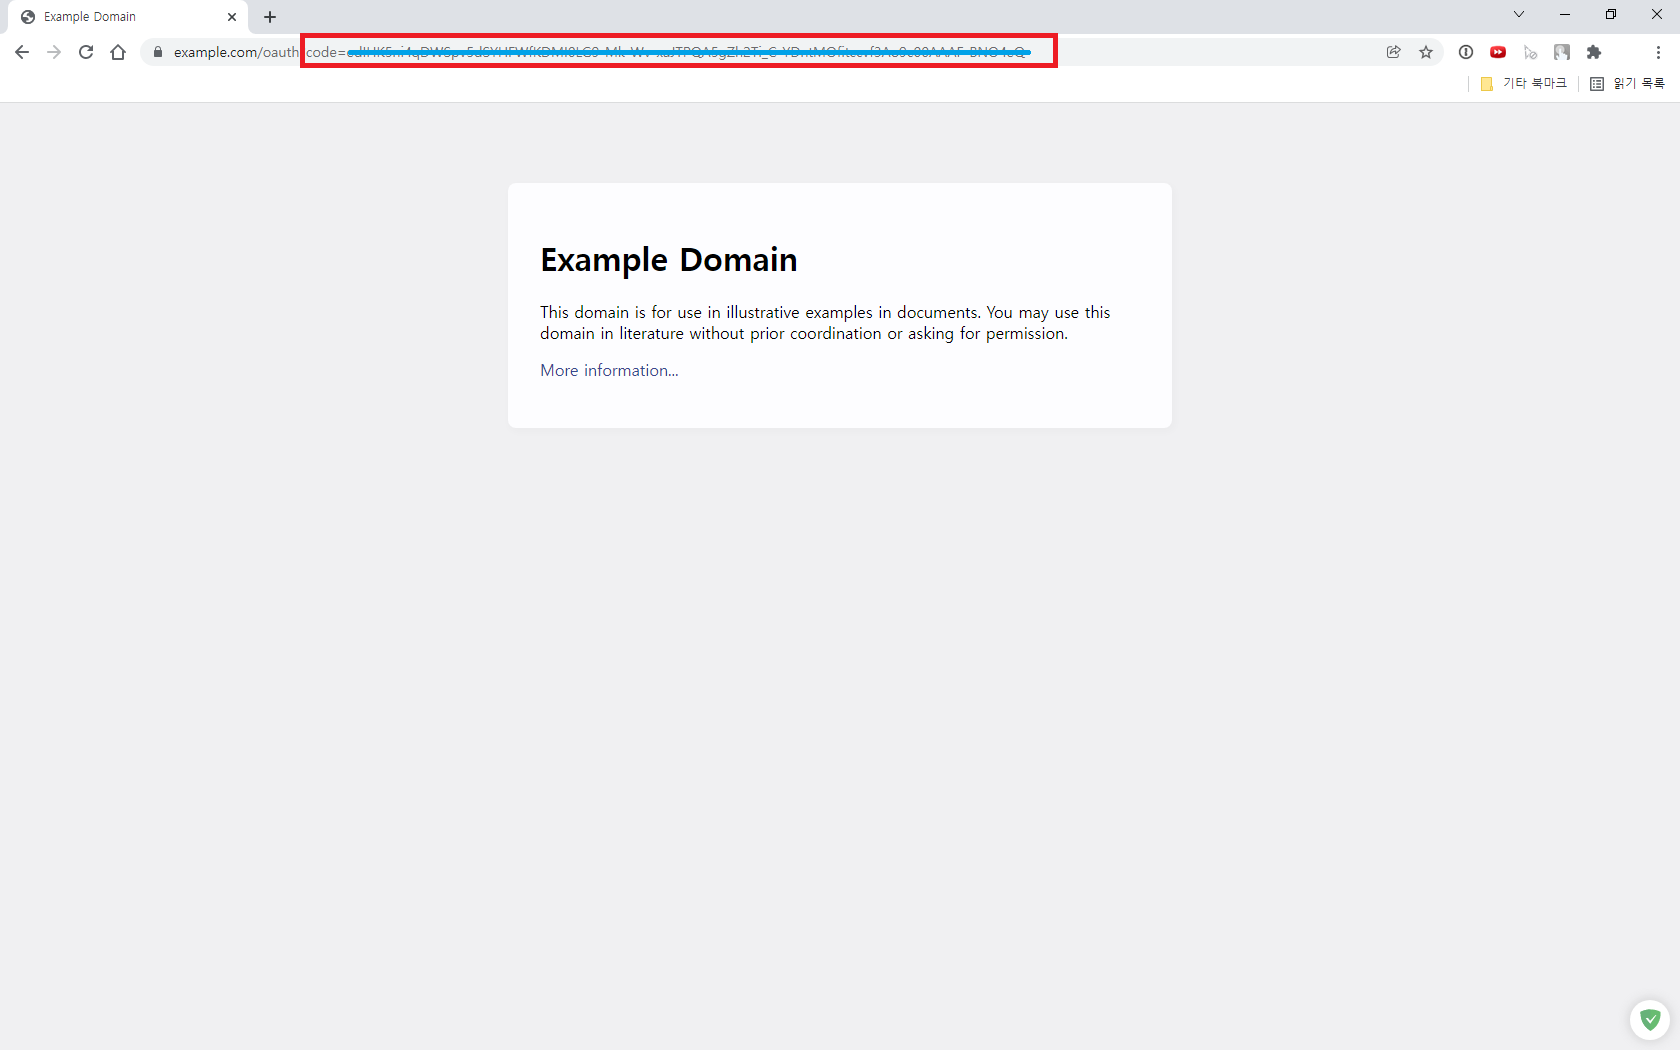 Example Domain
example.com/oauth
code=
기타 북마크
읽기 목록
Example Domain
This domain is for use in illustrative examples in documents. You may use this
domain in literature without prior coordination or asking for permission.
More information...